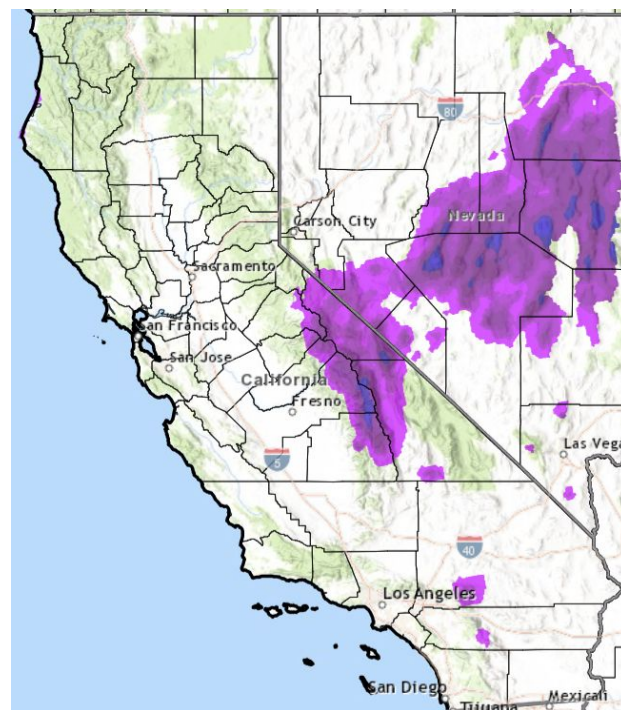 80
Carson City
Nevada
Sacramento
San Francisco
San Jose
California
Fresno
5
Las Vega
40
Los Angeles
San Diego
Tijuana
Mexicali